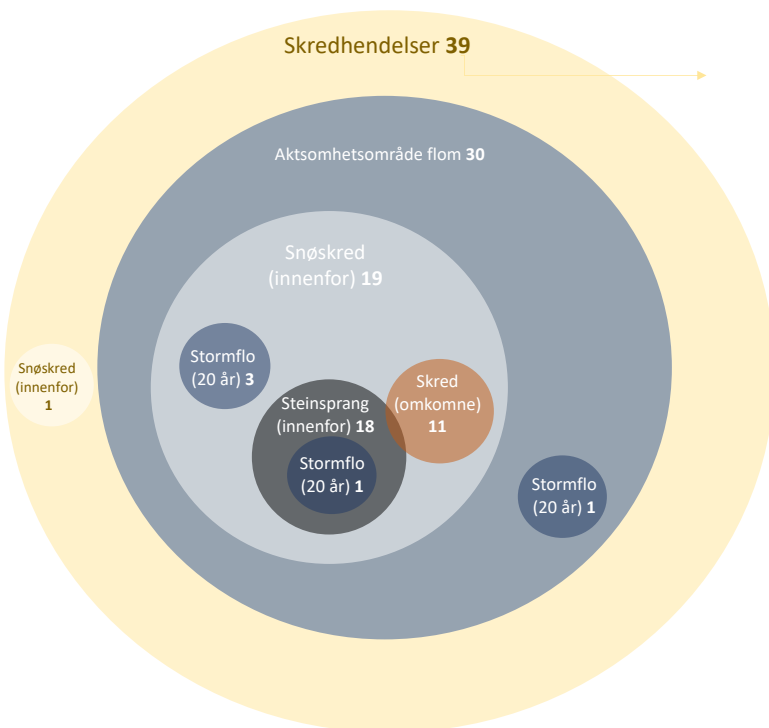 Skredhendelser 39
Aktsomhetsområde flom 30
Snøskred
(innenfor) 19
Stormflo
(20 år) 3
Snøskred
(innenfor)
1
Skred
(omkomne)
11
Steinsprang
(innenfor) 18
Stormflo
(20 år) 1
Stormflo
(20 år) 1